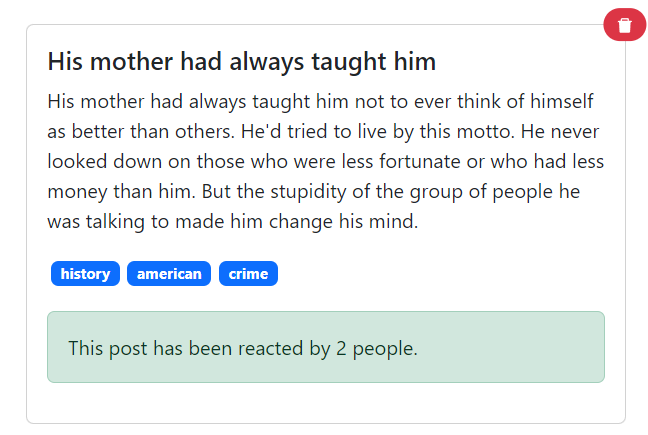 His mother had always taught him
His mother had always taught him not to ever think of himself
as better than others. He'd tried to live by this motto. He never
looked down on those who were less fortunate or who had less
money than him. But the stupidity of the group of people he
was talking to made him change his mind.
history american crime
This post has been reacted by 2 people.